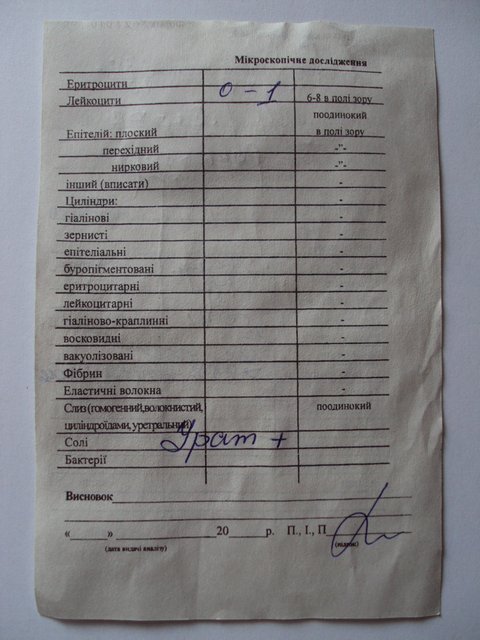 Мікроскопічне дослідження
Еритроцити
Лейкоцити 0 – 1 6-8 в полі зору
поодинокий
Епітелій: плоский в полі зору
перехідний -"-
нирковий -"-
інший (вписати) -
Циліндри: -
гіалінові -
зернисті -
епітеліальні -
буропігментовані -
еритроцитарні -
лейкоцитарні -
гіаліново-краплинні -
восковидні -
вакуолізовані -
Фібрин -
Еластичні волокна -
Слиз (гомогенний,волокнистий, поодинокий
циліндроїдами, уретральний)
Солі Урат + -
Бактерії -
Висновок
« » 20 р. П., І., П
(дата видачі аналізу) (підпис)